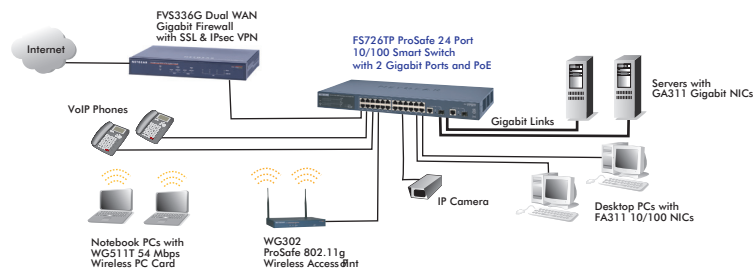 FVS336G Dual WAN
Gigabit Firewall
with SSL & IPsec VPN
Internet
FS726TP ProSafe 24 Port
10/100 Smart Switch
with 2 Gigabit Ports and PoE
Servers with
GA311 Gigabit NICs
VoIP Phones
Gigabit Links
IP Camera
Desktop PCs with
FA311 10/100 NICs
Notebook PCs with
WG511T 54 Mbps
Wireless PC Card
WG302
ProSafe 802.11g
Wireless Access
NETGEAR